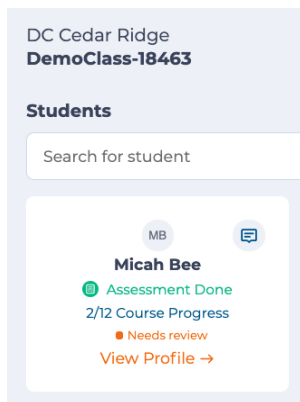 DC Cedar Ridge
DemoClass-18463
Students
Search for student
MB
Micah Bee
Assessment Done
2/12 Course Progress
Needs review
View Profile →